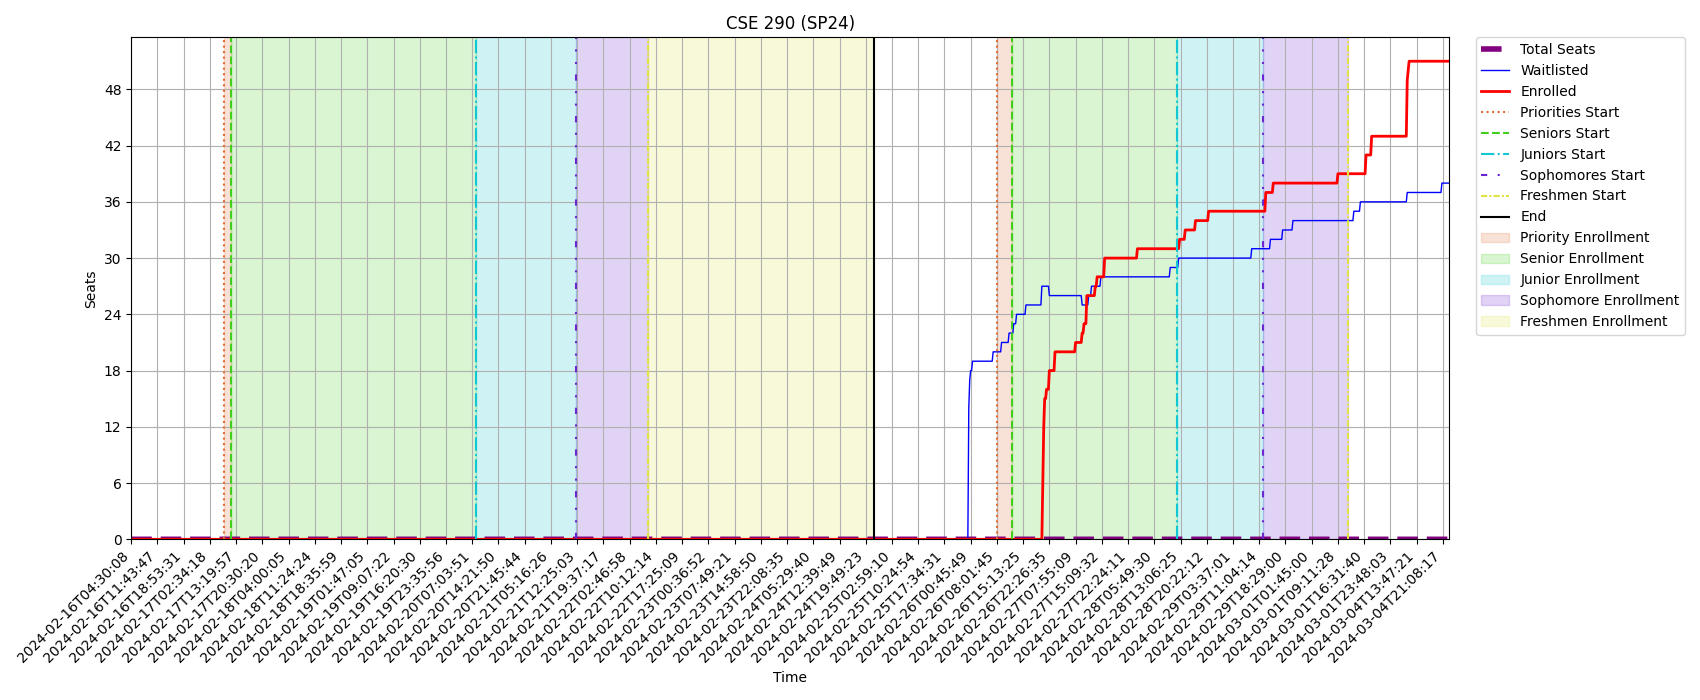 CSE 290 (SP24)
Seats
48
42
36
30
24
18
12
6
0
2024-02-16T04:30:08
2024-02-16T11:43:47
2024-02-16T18:53:31
2024-02-17T02:34:18
2024-02-17T13:19:57
2024-02-17T20:30:20
2024-02-18T04:00:05
2024-02-18T11:24:24
2024-02-18T18:35:59
2024-02-19T01:47:05
2024-02-19T09:07:22
2024-02-19T16:20:30
2024-02-19T23:35:56
2024-02-20T07:03:51
2024-02-20T14:21:50
2024-02-20T21:45:44
2024-02-21T05:16:26
2024-02-21T12:25:03
2024-02-21T19:37:17
2024-02-22T02:46:58
2024-02-22T10:12:14
2024-02-22T17:25:09
2024-02-23T00:36:52
2024-02-23T07:49:21
2024-02-23T14:58:50
2024-02-23T22:08:35
2024-02-24T05:29:40
2024-02-24T12:39:49
2024-02-24T19:49:23
2024-02-25T02:59:10
2024-02-25T10:24:54
2024-02-25T17:34:31
2024-02-26T00:45:49
2024-02-26T08:01:45
2024-02-26T15:13:25
2024-02-26T22:26:35
2024-02-27T07:55:09
2024-02-27T15:09:32
2024-02-27T22:24:11
2024-02-28T05:49:30
2024-02-28T13:06:25
2024-02-28T20:22:12
2024-02-29T03:37:01
2024-02-29T11:04:14
2024-02-29T18:29:00
2024-03-01T01:45:00
2024-03-01T09:11:28
2024-03-01T16:31:40
2024-03-01T23:48:03
2024-03-04T13:47:21
2024-03-04T21:08:17
Time
Total Seats
Waitlisted
Enrolled
Priorities Start
Seniors Start
Juniors Start
Sophomores Start
Freshmen Start
End
Priority Enrollment
Senior Enrollment
Junior Enrollment
Sophomore Enrollment
Freshmen Enrollment